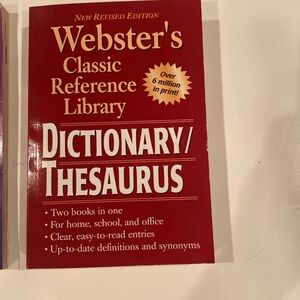 NEW REVISED EDITION
Webster's
Classic
Reference
Library
Over
6 million
in print!
DICTIONARY/
THESAURUS
• Two books in one
• For home, school, and office
• Clear, easy-to-read entries
• Up-to-date definitions and synonyms